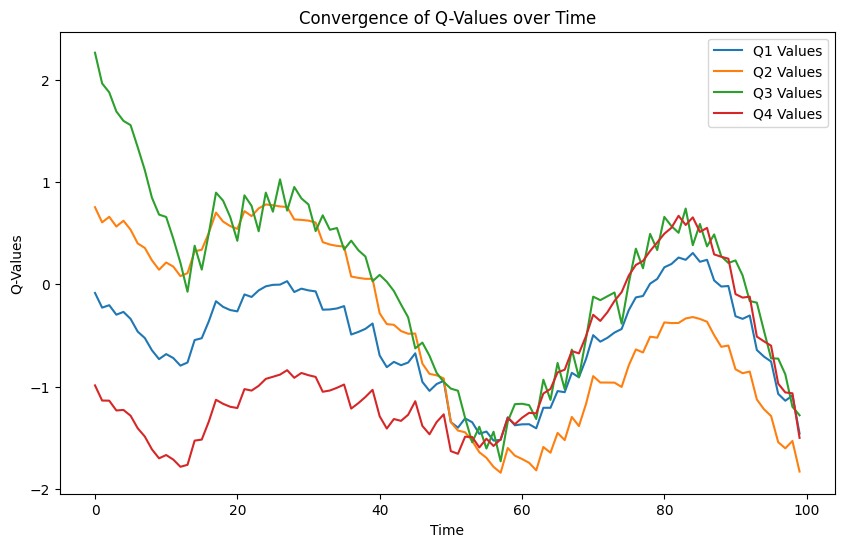 Convergence of Q-Values over Time
Q1 Values
Q2 Values
Q3 Values
Q4 Values
Q-Values
2
1
0
−1
−2
0 20 40 60 80 100
Time